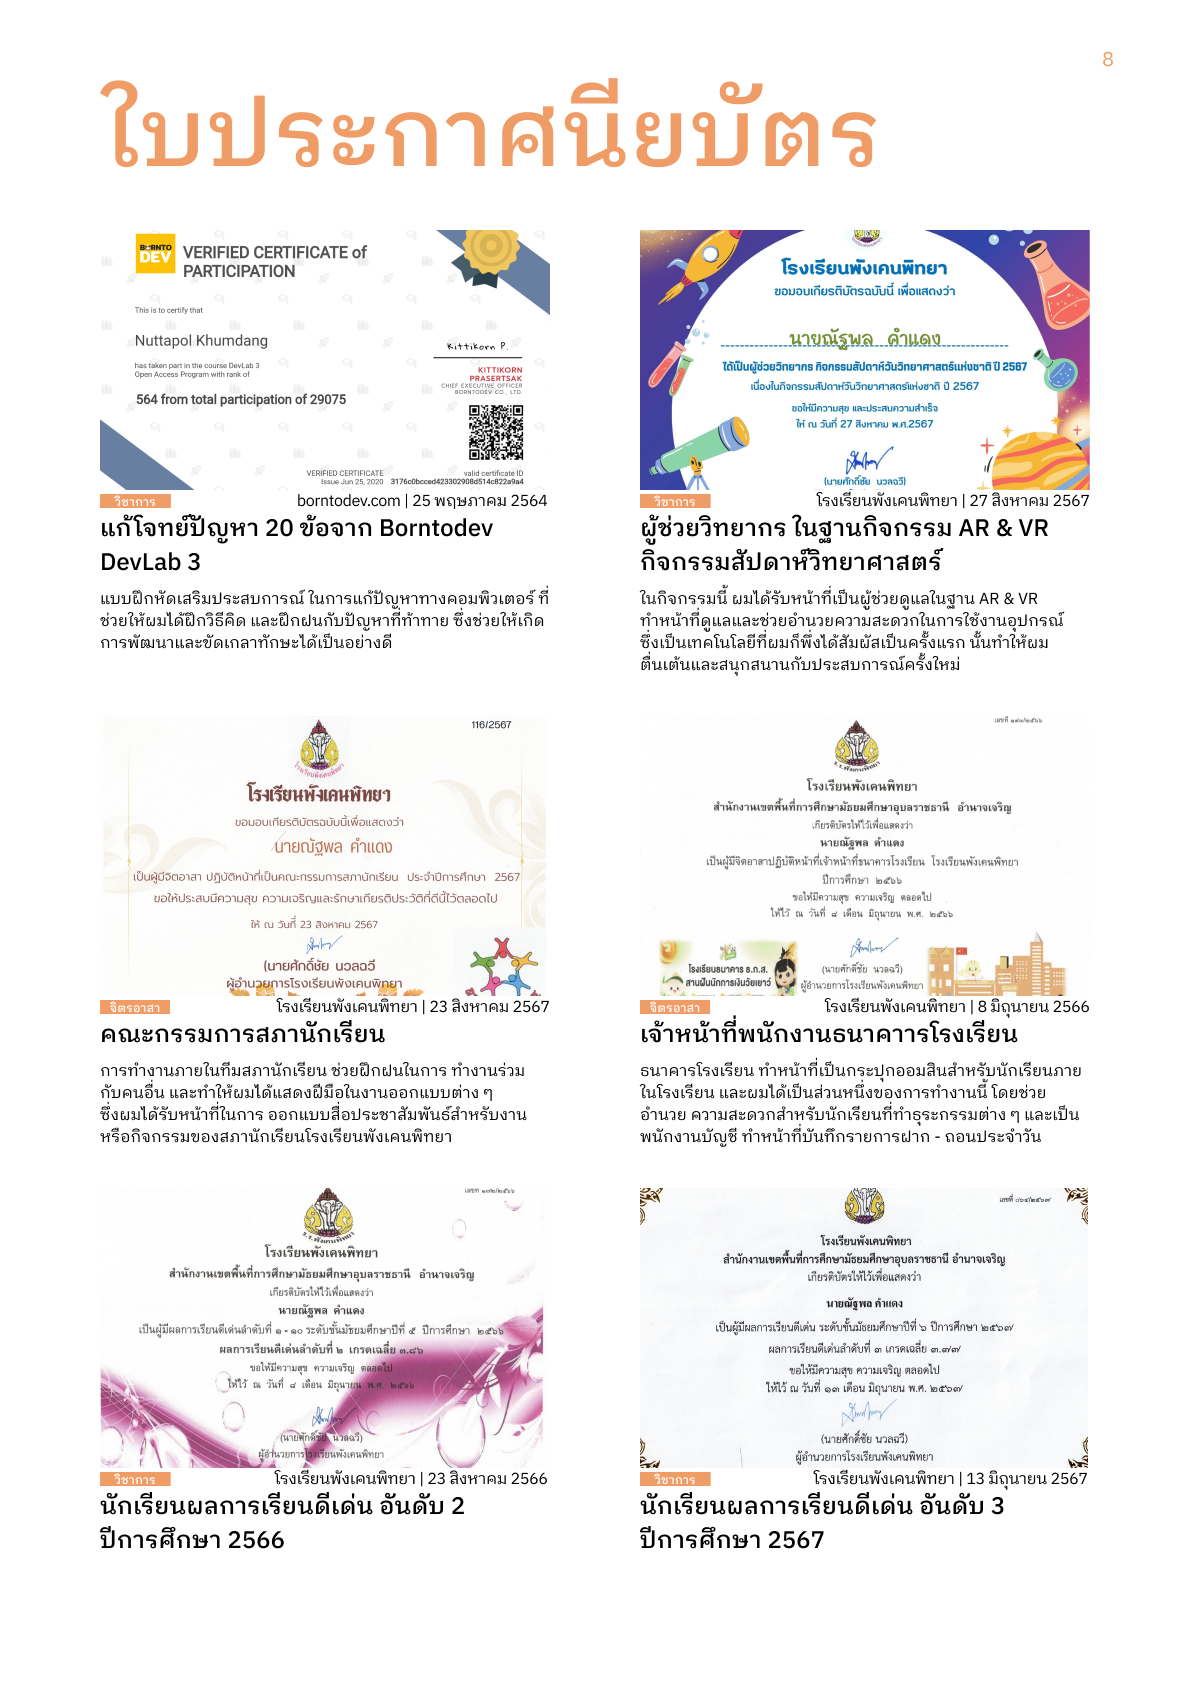 8
ใบประกาศนียบัตร
BORNTO
DEV
VERIFIED CERTIFICATE of
PARTICIPATION
This is to certify that
Nuttapol Khumdang
has taken part in the course DevLab 3
Open Access Program with rank of
564 from total participation of 29075
Kittikorn P.
KITTIKORN
PRASERTSAK
CHIEF EXECUTIVE OFFICER
BORNTODEV CO., LTD
VERIFIED CERTIFICATE
Issue Jun 25, 2020
valid certificate ID
3176c0bcced423302908d514c822a9a4
วิชาการ
borntodev.com | 25 พฤษภาคม 2564
แก้โจทย์ปัญหา 20 ข้อจาก Borntodev
DevLab 3
แบบฝึกหัดเสริมประสบการณ์ ในการแก้ปัญหาทางคอมพิวเตอร์ ที่
ช่วยให้ผมได้ฝึกวิธีคิด และฝึกฝนกับปัญหาที่ท้าทาย ซึ่งช่วยให้เกิด
การพัฒนาและขัดเกลาทักษะได้เป็นอย่างดี
โรงเรียนพังเคนพิทยา
ขอมอบเกียรติบัตรฉบับนี้ เพื่อแสดงว่า
นายณัฐพล คำแดง
ได้เป็นผู้ช่วยวิทยากร กิจกรรมสัปดาห์วันวิทยาศาสตร์แห่งชาติ ปี 2567
เนื่องในกิจกรรมสัปดาห์วันวิทยาศาสตร์แห่งชาติ ปี 2567
ขอให้มีความสุข และประสบความสำเร็จ
ให้ ณ วันที่ 27 สิงหาคม พ.ศ.2567
(นายศักดิ์ชัย นวลฉวี)
วิชาการ
โรงเรียนพังเคนพิทยา | 27 สิงหาคม 2567
ผู้ช่วยวิทยากร ในฐานกิจกรรม AR & VR
กิจกรรมสัปดาห์วิทยาศาสตร์
ในกิจกรรมนี้ ผมได้รับหน้าที่เป็นผู้ช่วยดูแลในฐาน AR & VR
ทำหน้าที่ดูแลและช่วยอำนวยความสะดวกในการใช้งานอุปกรณ์
ซึ่งเป็นเทคโนโลยีที่ผมก็พึ่งได้สัมผัสเป็นครั้งแรก นั้นทำให้ผม
ตื่นเต้นและสนุกสนานกับประสบการณ์ครั้งใหม่
116/2567
โรงเรียนพังเคนพิทยา
โรงเรียนพังเคนพิทยา
ขอมอบเกียรติบัตรฉบับนี้เพื่อแสดงว่า
นายณัฐพล คำแดง
เป็นผู้มีจิตอาสา ปฏิบัติหน้าที่เป็นคณะกรรมการสภานักเรียน ประจำปีการศึกษา 2567
ขอให้ประสบมีความสุข ความเจริญและรักษาเกียรติประวัติที่ดีนี้ไว้ตลอดไป
ให้ ณ วันที่ 23 สิงหาคม 2567
(นายศักดิ์ชัย นวลฉวี
ผู้อำนวยการโรงเรียนพังเคนพิทยา
จิตรอาสา
โรงเรียนพังเคนพิทยา | 23 สิงหาคม 2567
คณะกรรมการสภานักเรียน
การทำงานภายในทีมสภานักเรียน ช่วยฝึกฝนในการ ทำงานร่วม
กับคนอื่น และทำให้ผมได้แสดงฝีมือในงานออกแบบต่าง ๆ
ซึ่งผมได้รับหน้าที่ในการ ออกแบบสื่อประชาสัมพันธ์สำหรับงาน
หรือกิจกรรมของสภานักเรียนโรงเรียนพังเคนพิทยา
เลขที่ ๑๙๓/๒๕๖๖
ร.ร.พังเคนพิทยา
โรงเรียนพังเคนพิทยา
สำนักงานเขตพื้นที่การศึกษามัธยมศึกษาอุบลราชธานี อำนาจเจริญ
เกียรติบัตรให้ไว้เพื่อแสดงว่า
นายณัฐพล คำแดง
เป็นผู้มีจิตอาสาปฏิบัติหน้าที่เจ้าหน้าที่ธนาคารโรงเรียน โรงเรียนพังเคนพิทยา
ปีการศึกษา ๒๕๖๖
ขอให้มีความสุข ความเจริญ ตลอดไป
ให้ไว้ ณ วันที่ ๘ เดือน มิถุนายน พ.ศ. ๒๕๖๖
โรงเรียนธนาคาร ธ.ก.ส.
สานฝันนักการเงินวัยเยาว์
(นายศักดิ์ชัย นวลฉวี)
ผู้อำนวยการโรงเรียนพังเคนพิทยา
จิตรอาสา
โรงเรียนพังเคนพิทยา | 8 มิถุนายน 2566
เจ้าหน้าที่พนักงานธนาคาารโรงเรียน
ธนาคารโรงเรียน ทำหน้าที่เป็นกระปุกออมสินสำหรับนักเรียนภาย
ในโรงเรียน และผมได้เป็นส่วนหนึ่งของการทำงานนี้ โดยช่วย
อำนวย ความสะดวกสำหรับนักเรียนที่ทำธุระกรรมต่าง ๆ และเป็น
พนักงานบัญชี ทำหน้าที่บันทึกรายการฝาก - ถอนประจำวัน
ร.ร.พังเคนพิทยา
โรงเรียนพังเคนพิทยา
สำนักงานเขตพื้นที่การศึกษามัธยมศึกษาอุบลราชธานี อำนาจเจริญ
เกียรติบัตรให้ไว้เพื่อแสดงว่า
นายณัฐพล คำแดง
เป็นผู้มีผลการเรียนดีเด่นลำดับที่ ๑ - ๑๐ ระดับชั้นมัธยมศึกษาปีที่ ๕ ปีการศึกษา ๒๕๖๖
ผลการเรียนดีเด่นลำดับที่ ๒ เกรดเฉลี่ย ๓.๘๖
ขอให้มีความสุข ความเจริญ ตลอดไป
ให้ไว้ ณ วันที่ ๘ เดือน มิถุนายน พ.ศ. ๒๕๖๖
(นายศักดิ์ชัย นวลฉวี)
ผู้อำนวยการโรงเรียนพังเคนพิทยา
วิชาการ
โรงเรียนพังเคนพิทยา | 23 สิงหาคม 2566
นักเรียนผลการเรียนดีเด่น อันดับ 2
ปีการศึกษา 2566
โรงเรียนพังเคนพิทยา
สำนักงานเขตพื้นที่การศึกษามัธยมศึกษาอุบลราชธานี อำนาจเจริญ
เกียรติบัตรให้ไว้เพื่อแสดงว่า
นายณัฐพล คำแดง
เป็นผู้มีผลการเรียนดีเด่น ระดับชั้นมัธยมศึกษาปีที่ ๖ ปีการศึกษา ๒๕๖๗
ผลการเรียนดีเด่นลำดับที่ ๓ เกรดเฉลี่ย ๓.๗๗
ขอให้มีความสุข ความเจริญ ตลอดไป
ให้ไว้ ณ วันที่ ๑๓ เดือน มิถุนายน พ.ศ. ๒๕๖๗
(นายศักดิ์ชัย นวลฉวี)
ผู้อำนวยการโรงเรียนพังเคนพิทยา
วิชาการ
โรงเรียนพังเคนพิทยา | 13 มิถุนายน 2567
นักเรียนผลการเรียนดีเด่น อันดับ 3
ปีการศึกษา 2567